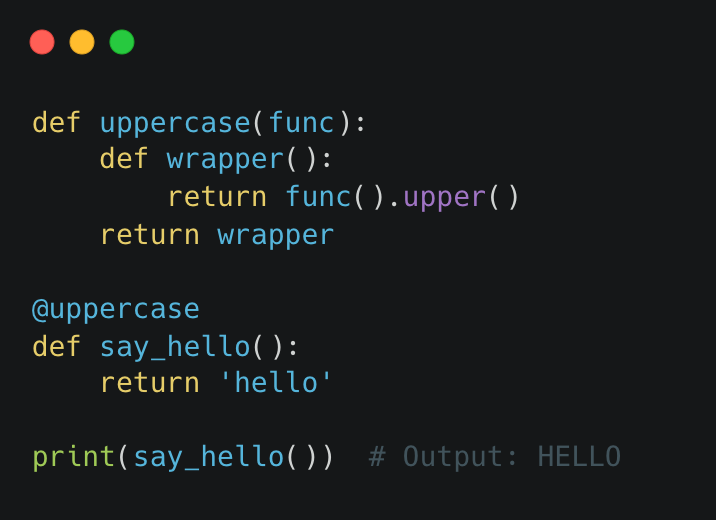 def uppercase(func):
    def wrapper():
        return func().upper()
    return wrapper

@uppercase
def say_hello():
    return 'hello'

print(say_hello())  # Output: HELLO